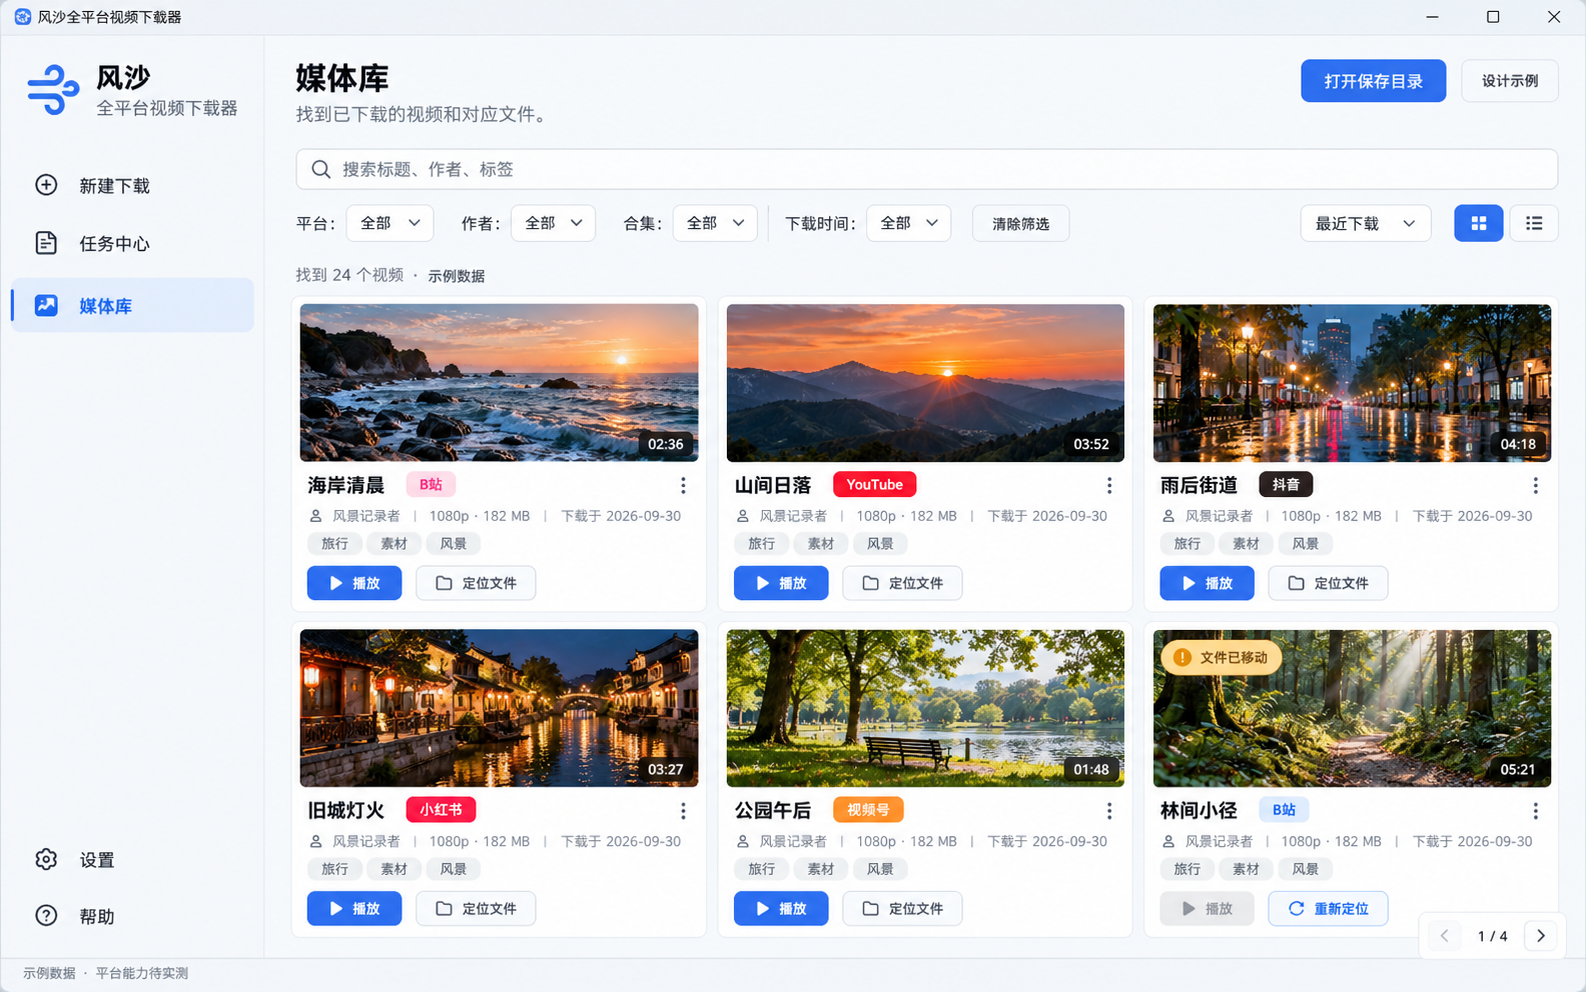 风沙全平台视频下载器
风沙
全平台视频下载器
新建下载
任务中心
媒体库
设置
帮助
媒体库
找到已下载的视频和对应文件。
打开保存目录 设计示例
搜索标题、作者、标签
平台： 全部 作者： 全部 合集： 全部 下载时间： 全部 清除筛选 最近下载
找到 24 个视频 · 示例数据
02:36
海岸清晨 B站
风景记录者 | 1080p · 182 MB | 下载于 2026-09-30
旅行 素材 风景
播放 定位文件
03:52
山间日落 YouTube
风景记录者 | 1080p · 182 MB | 下载于 2026-09-30
旅行 素材 风景
播放 定位文件
04:18
雨后街道 抖音
风景记录者 | 1080p · 182 MB | 下载于 2026-09-30
旅行 素材 风景
播放 定位文件
03:27
旧城灯火 小红书
风景记录者 | 1080p · 182 MB | 下载于 2026-09-30
旅行 素材 风景
播放 定位文件
01:48
公园午后 视频号
风景记录者 | 1080p · 182 MB | 下载于 2026-09-30
旅行 素材 风景
播放 定位文件
文件已移动
05:21
林间小径 B站
风景记录者 | 1080p · 182 MB | 下载于 2026-09-30
旅行 素材 风景
播放 重新定位
1 / 4
示例数据 · 平台能力待实测